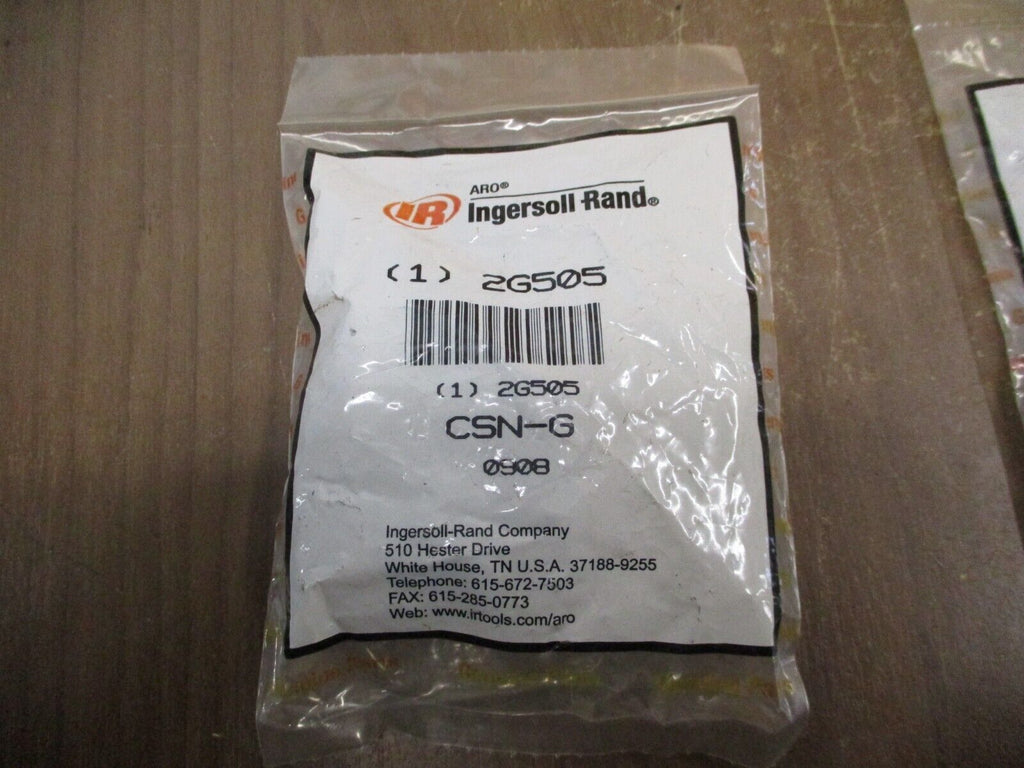 ARO®
IR Ingersoll Rand®
(1) 2G505
(1) 2G505
CSN-G
0908
Ingersoll-Rand Company
510 Hester Drive
White House, TN U.S.A. 37188-9255
Telephone: 615-672-7503
FAX: 615-285-0773
Web: www.irtools.com/aro